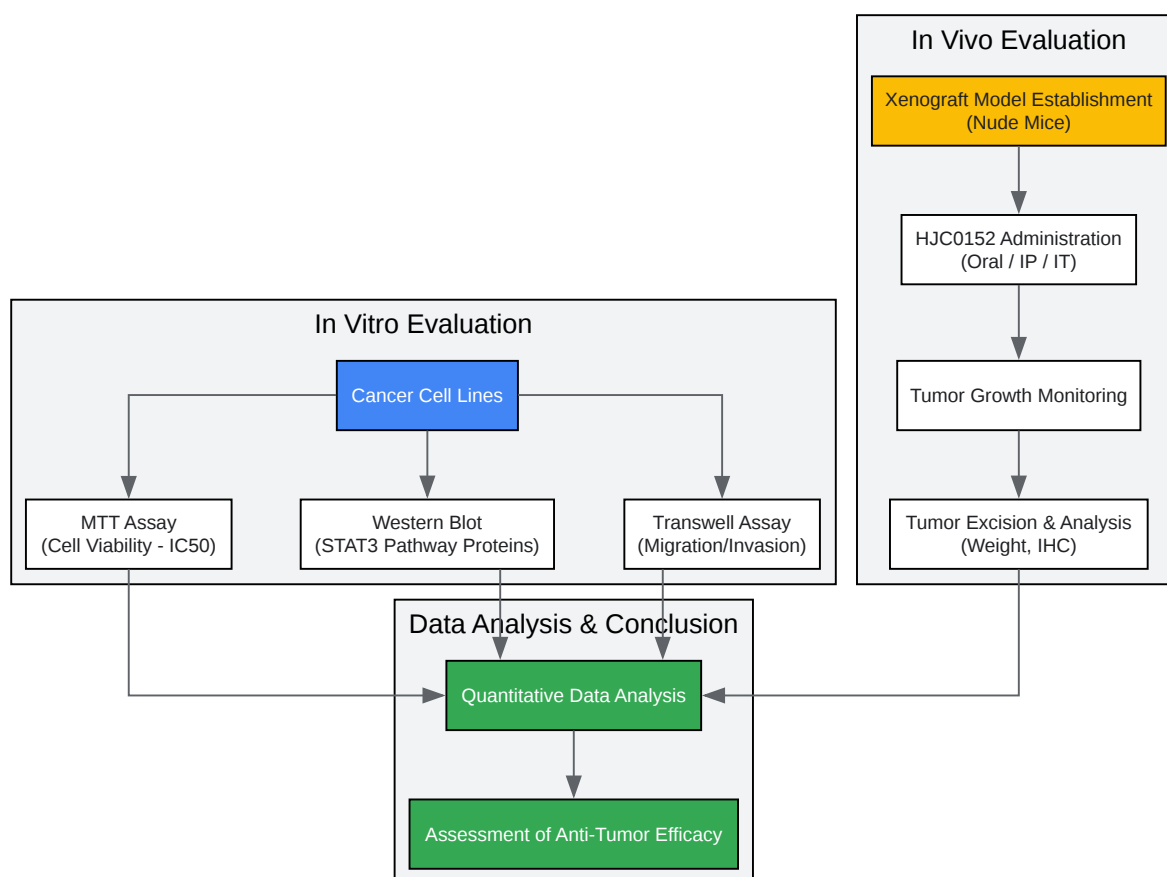 In Vivo Evaluation
Xenograft Model Establishment
(Nude Mice)
HJC0152 Administration
(Oral / IP / IT)
Tumor Growth Monitoring
Tumor Excision & Analysis
(Weight, IHC)
In Vitro Evaluation
Cancer Cell Lines
MTT Assay
(Cell Viability - IC50)
Western Blot
(STAT3 Pathway Proteins)
Transwell Assay
(Migration/Invasion)
Data Analysis & Conclusion
Quantitative Data Analysis
Assessment of Anti-Tumor Efficacy